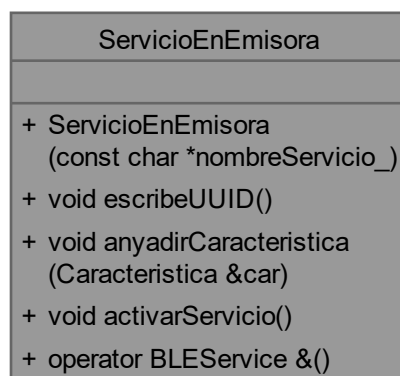 ServicioEnEmisora
+ ServicioEnEmisora
(const char *nombreServicio_)
+ void escribeUUID()
+ void anyadirCaracteristica
(Caracteristica &car)
+ void activarServicio()
+ operator BLEService &()